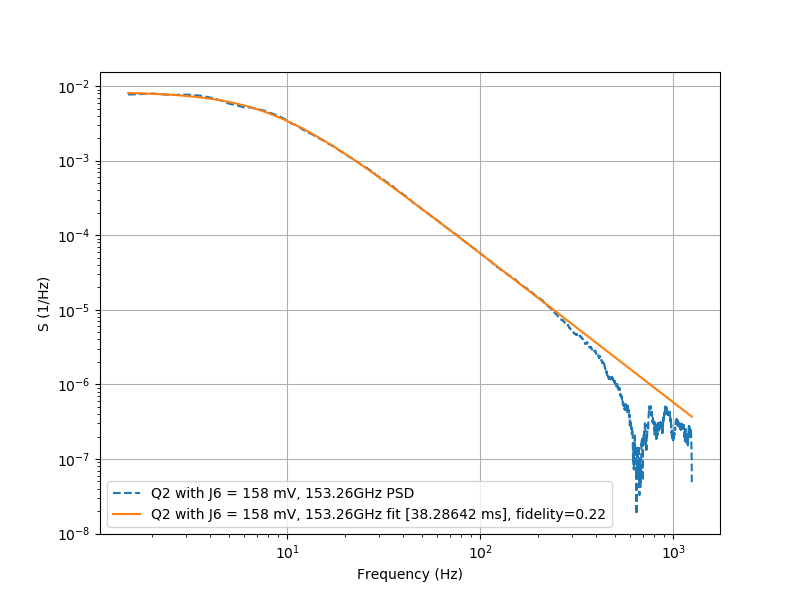 10⁻²
10⁻³
10⁻⁴
10⁻⁵
10⁻⁶
10⁻⁷
10⁻⁸
S (1/Hz)
Q2 with J6 = 158 mV, 153.26GHz PSD
Q2 with J6 = 158 mV, 153.26GHz fit [38.28642 ms], fidelity=0.22
10¹ 10² 10³
Frequency (Hz)